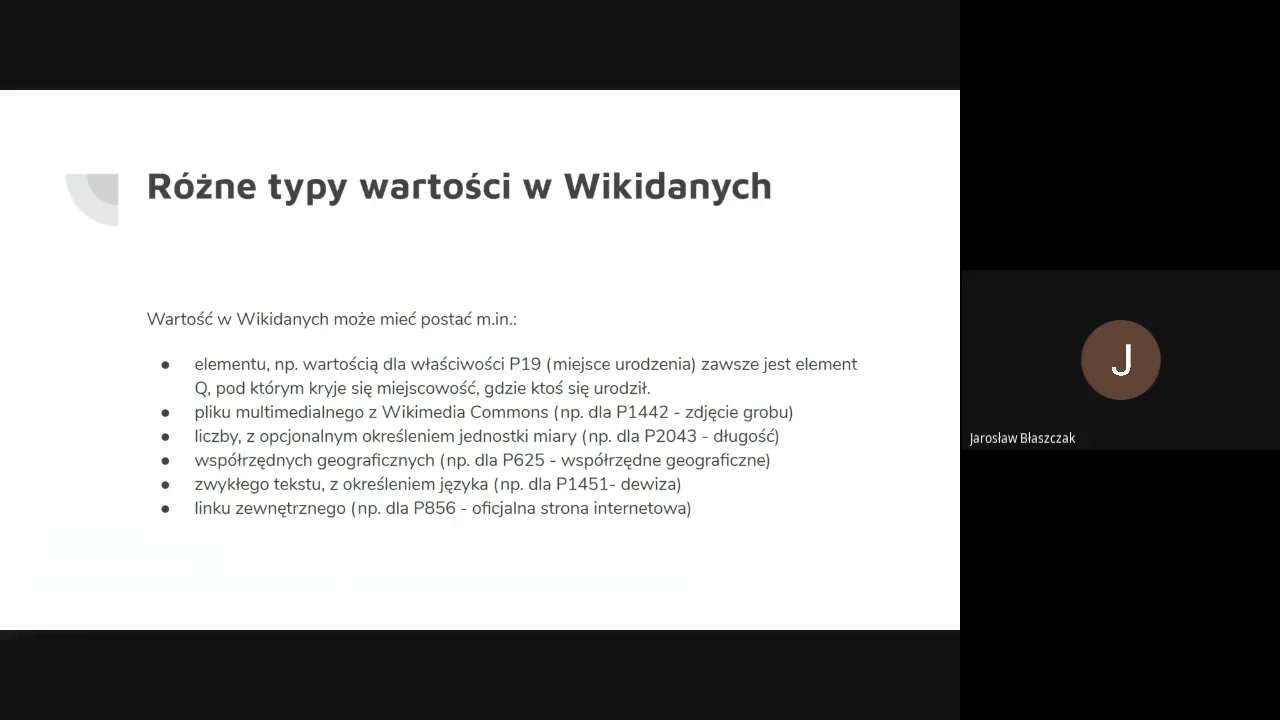 Różne typy wartości w Wikidanych
Wartość w Wikidanych może mieć postać m.in.:
● elementu, np. wartością dla właściwości P19 (miejsce urodzenia) zawsze jest element
Q, pod którym kryje się miejscowość, gdzie ktoś się urodził.
● pliku multimedialnego z Wikimedia Commons (np. dla P1442 - zdjęcie grobu)
● liczby, z opcjonalnym określeniem jednostki miary (np. dla P2043 - długość)
● współrzędnych geograficznych (np. dla P625 - współrzędne geograficzne)
● zwykłego tekstu, z określeniem języka (np. dla P1451- dewiza)
● linku zewnętrznego (np. dla P856 - oficjalna strona internetowa)
J
Jarosław Błaszczak